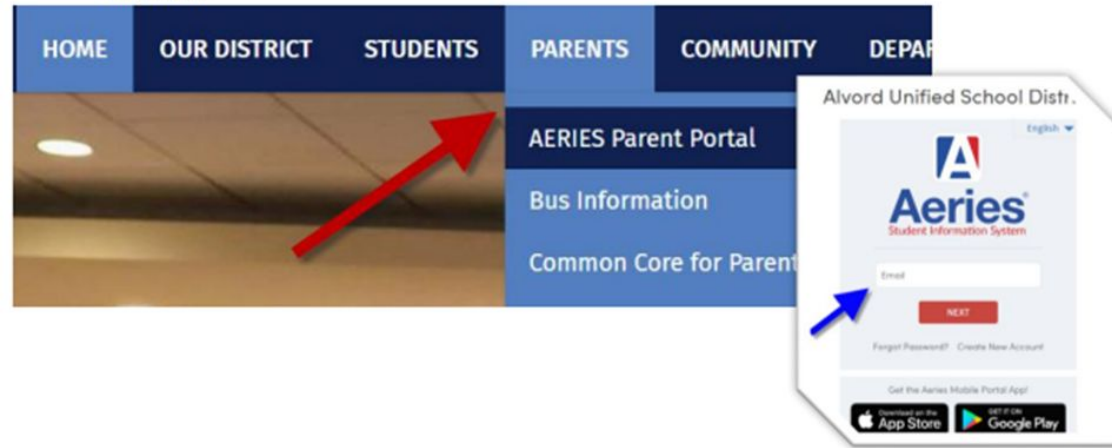 HOME OUR DISTRICT STUDENTS PARENTS COMMUNITY DEPAR
AERIES Parent Portal
Bus Information
Common Core for Parent
Alvord Unified School Distr.
English
A
Aeries®
Student Information System
Email
NEXT
Forgot Password? Create New Account
Get the Aeries Mobile Portal App!
Download on the App Store GET IT ON Google Play